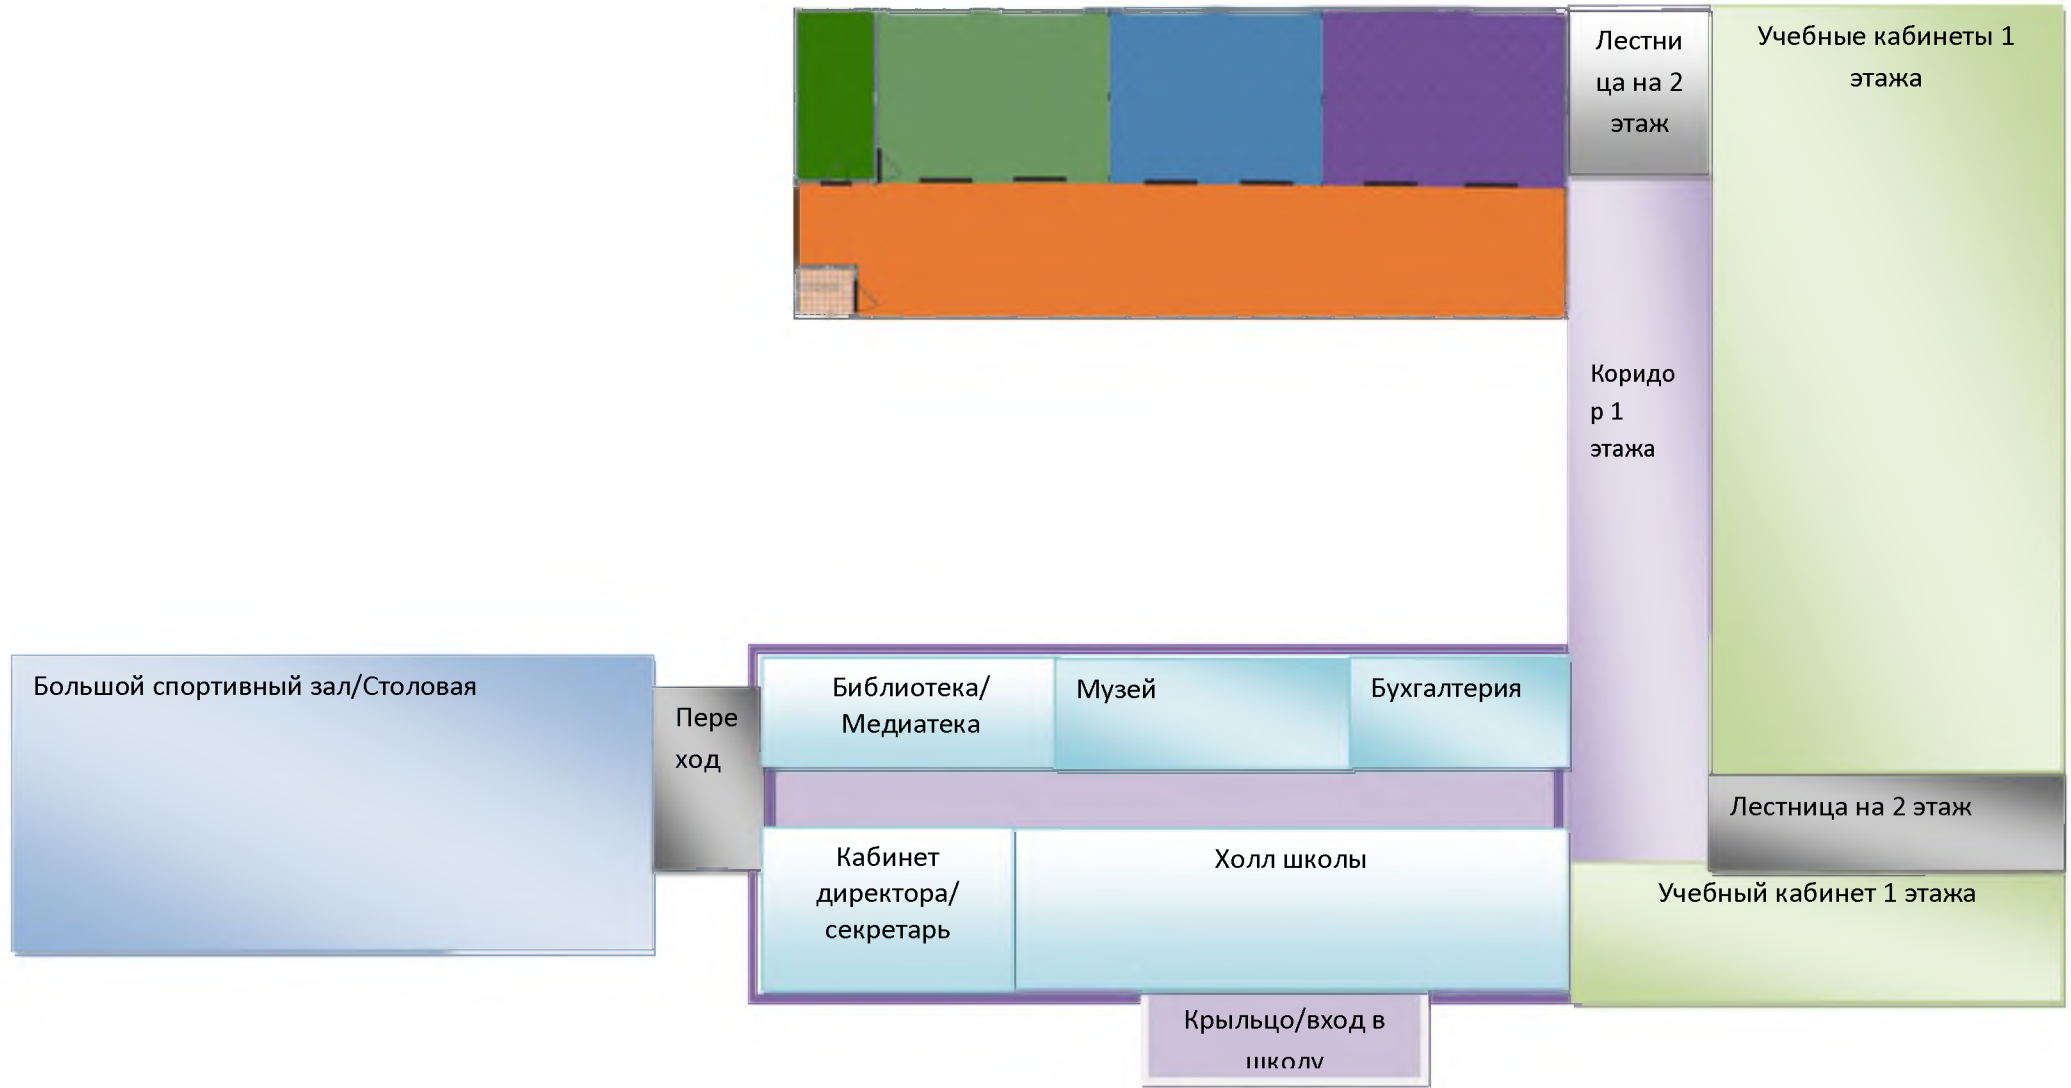 Лестни
ца на 2
этаж
Учебные кабинеты 1
этажа
Коридо
р 1
этажа
Большой спортивный зал/Столовая
Пере
ход
Библиотека/
Медиатека
Музей
Бухгалтерия
Лестница на 2 этаж
Кабинет
директора/
секретарь
Холл школы
Учебный кабинет 1 этажа
Крыльцо/вход в
школу